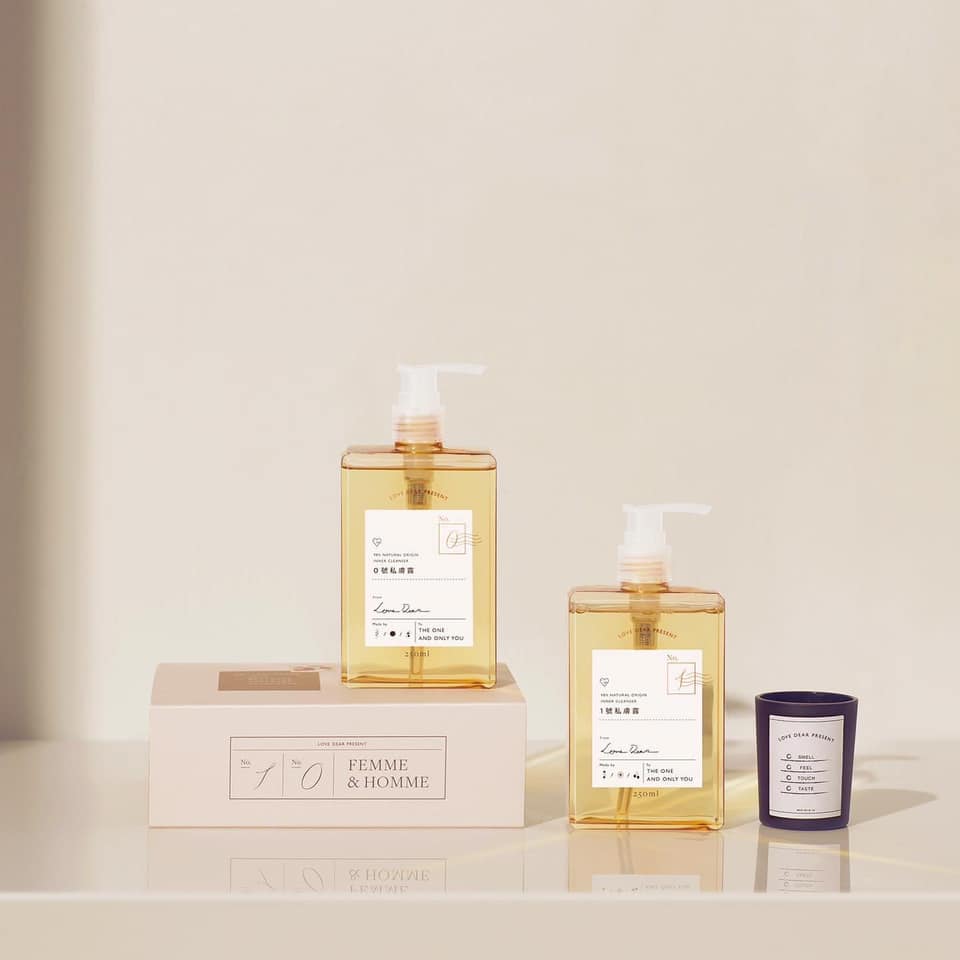 LOVE DEAR PRESENT
No.
0
98% NATURAL ORIGIN
INNER CLEANSER
0號私膚露
From
Love Dear
Made by
To
THE ONE
AND ONLY YOU
250ml
LOVE DEAR PRESENT
No.
1
98% NATURAL ORIGIN
INNER CLEANSER
1號私膚露
From
Love Dear
Made by
To
THE ONE
AND ONLY YOU
250ml
LOVE DEAR PRESENT
No. 1
No. 0
FEMME
& HOMME
LOVE DEAR PRESENT
SMELL
FEEL
TOUCH
TASTE